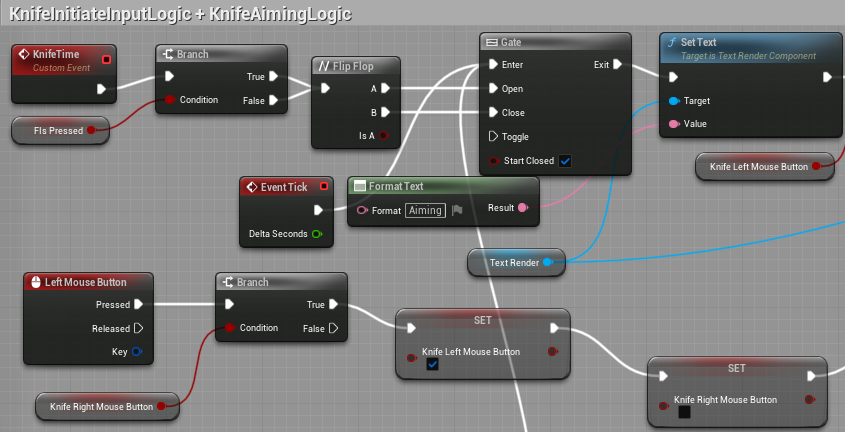 KnifeInitiateInputLogic + KnifeAimingLogic
KnifeTime
Custom Event
Branch
True
Condition
False
FIs Pressed
Flip Flop
A
B
Is A
Gate
Enter
Exit
Open
Close
Toggle
Start Closed
Set Text
Target is Text Render Component
Target
Value
Knife Left Mouse Button
Event Tick
Delta Seconds
Format Text
Format
Aiming
Result
Text Render
Left Mouse Button
Pressed
Released
Key
Branch
True
Condition
False
Knife Right Mouse Button
SET
Knife Left Mouse Button
SET
Knife Right Mouse Button